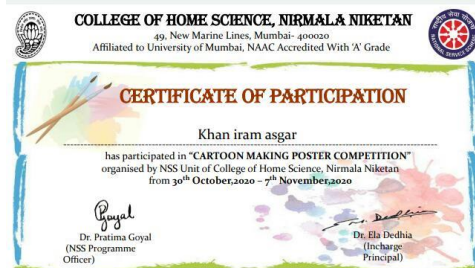 COLLEGE OF HOME SCIENCE, NIRMALA NIKETAN
49, New Marine Lines, Mumbai- 400020
Affiliated to University of Mumbai, NAAC Accredited With 'A' Grade
CERTIFICATE OF PARTICIPATION
Khan iram asgar
has participated in "CARTOON MAKING POSTER COMPETITION"
organised by NSS Unit of College of Home Science, Nirmala Niketan
from 30th October,2020 – 7th November,2020
Pgoyal
Dr. Pratima Goyal
(NSS Programme
Officer)
Dr. Ela Dedhia
(Incharge
Principal)